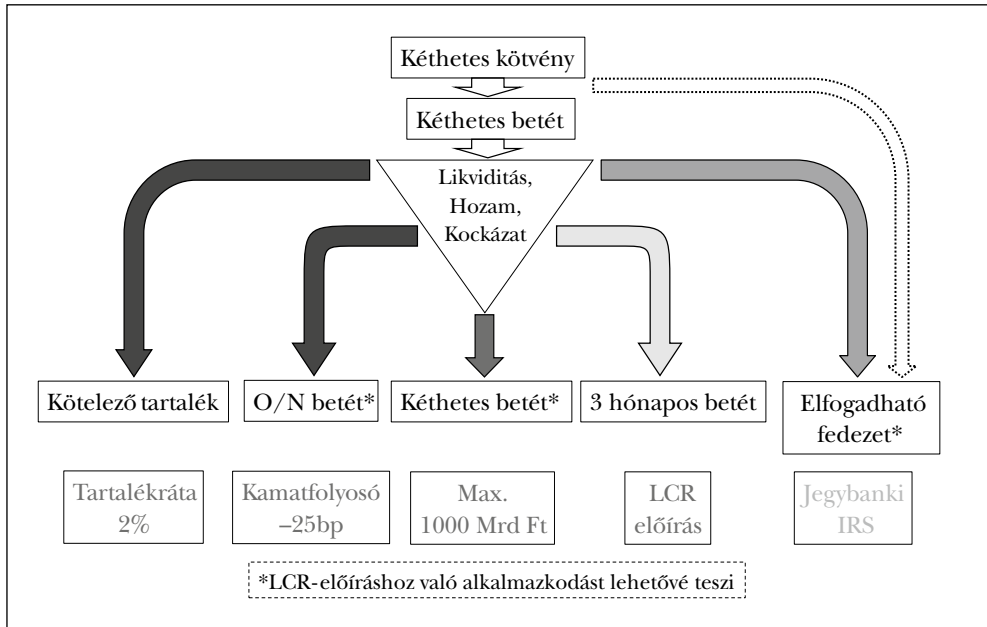 Kéthetes kötvény
Kéthetes betét
Likviditás,
Hozam,
Kockázat
Kötelező tartalék
O/N betét*
Kéthetes betét*
3 hónapos betét
Elfogadható
fedezet*
Tartalékráta
2%
Kamatfolyosó
–25bp
Max.
1000 Mrd Ft
LCR
előírás
Jegybanki
IRS
*LCR-előíráshoz való alkalmazkodást lehetővé teszi